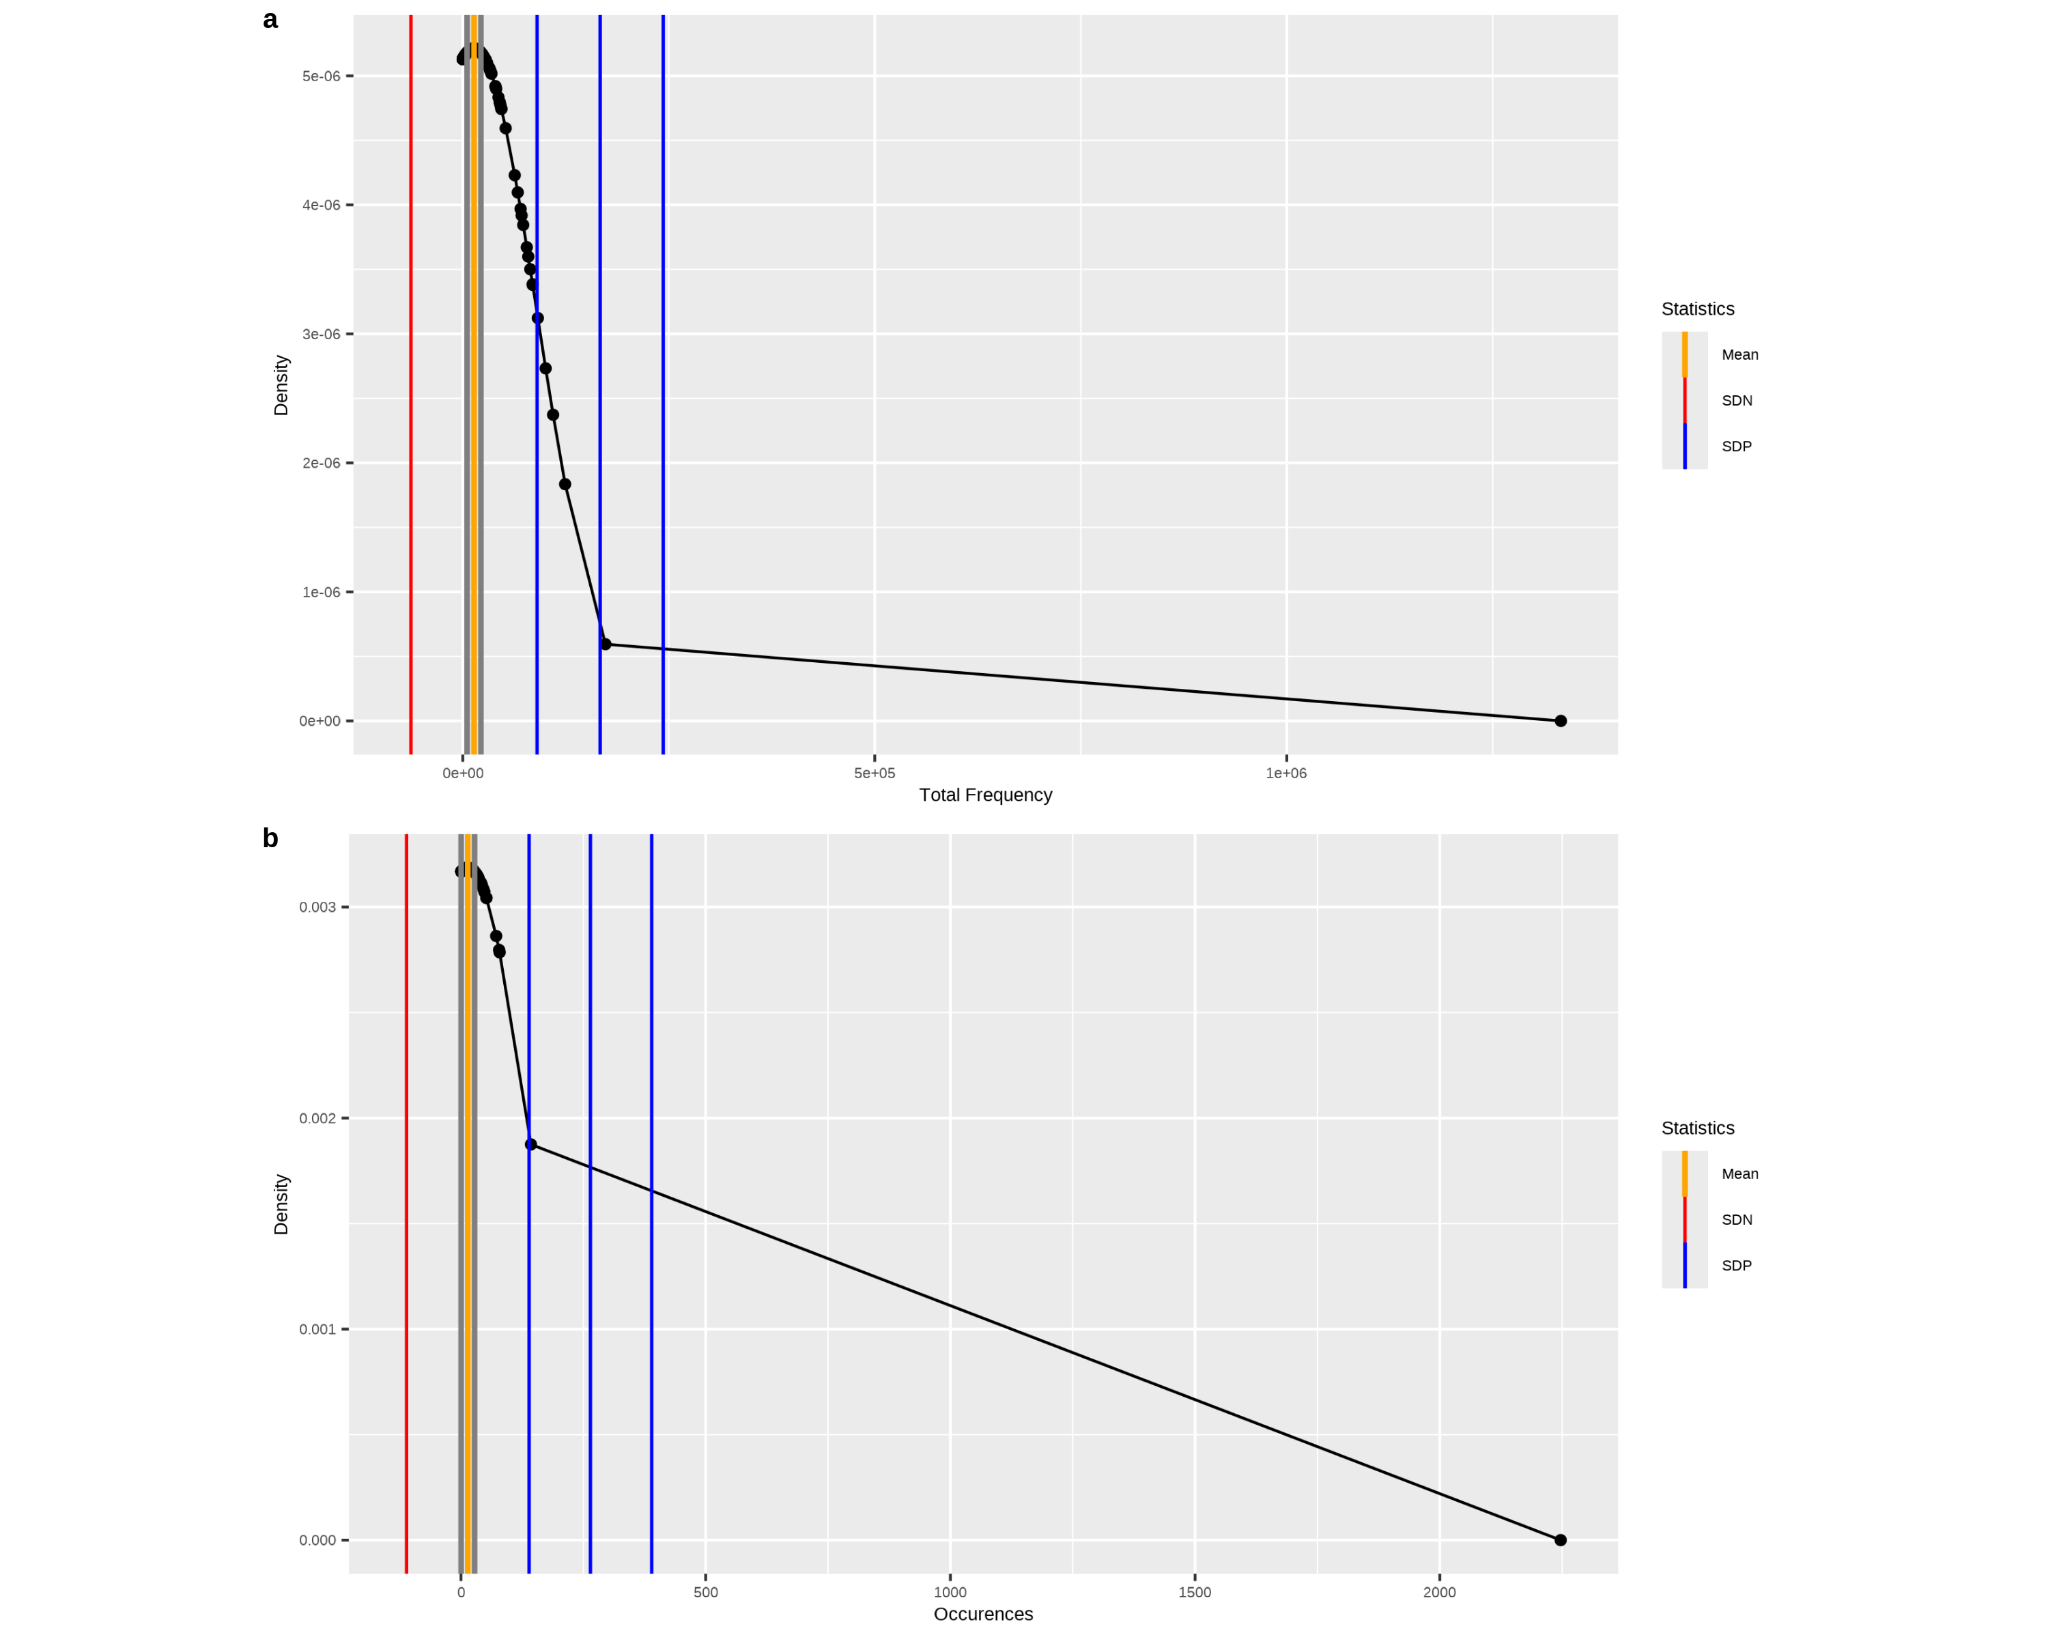 a
5e-06
4e-06
3e-06
2e-06
1e-06
0e+00
Density
0e+00 5e+05 1e+06
Total Frequency
Statistics
Mean
SDN
SDP
b
0.003
0.002
0.001
0.000
Density
0 500 1000 1500 2000
Occurences
Statistics
Mean
SDN
SDP